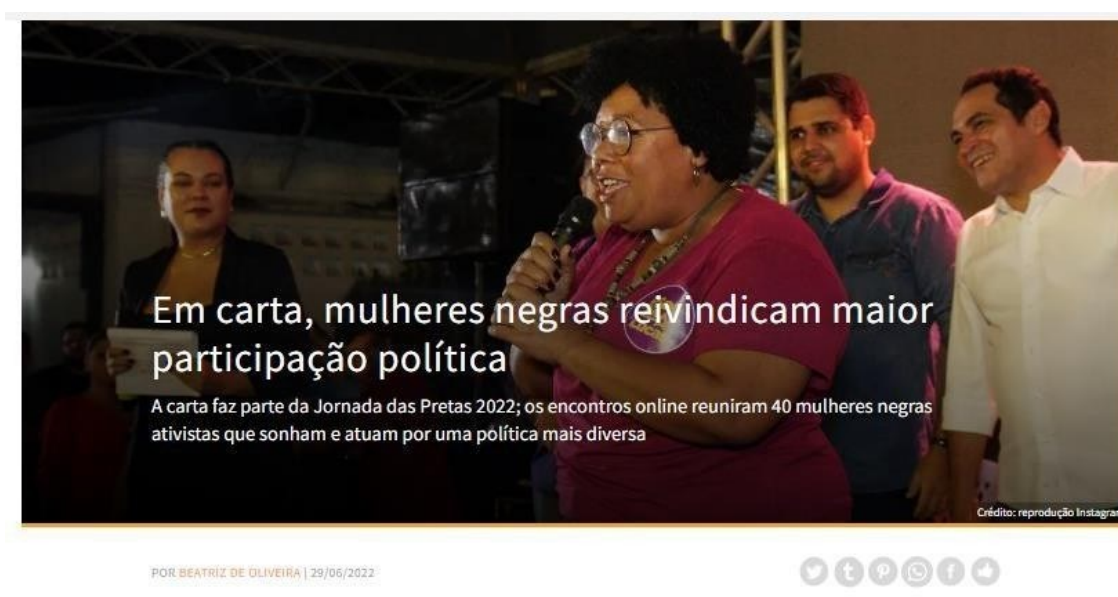 Em carta, mulheres negras reivindicam maior
participação política
A carta faz parte da Jornada das Pretas 2022; os encontros online reuniram 40 mulheres negras
ativistas que sonham e atuam por uma política mais diversa
Crédito: reprodução Instagram
POR BEATRIZ DE OLIVEIRA | 29/06/2022